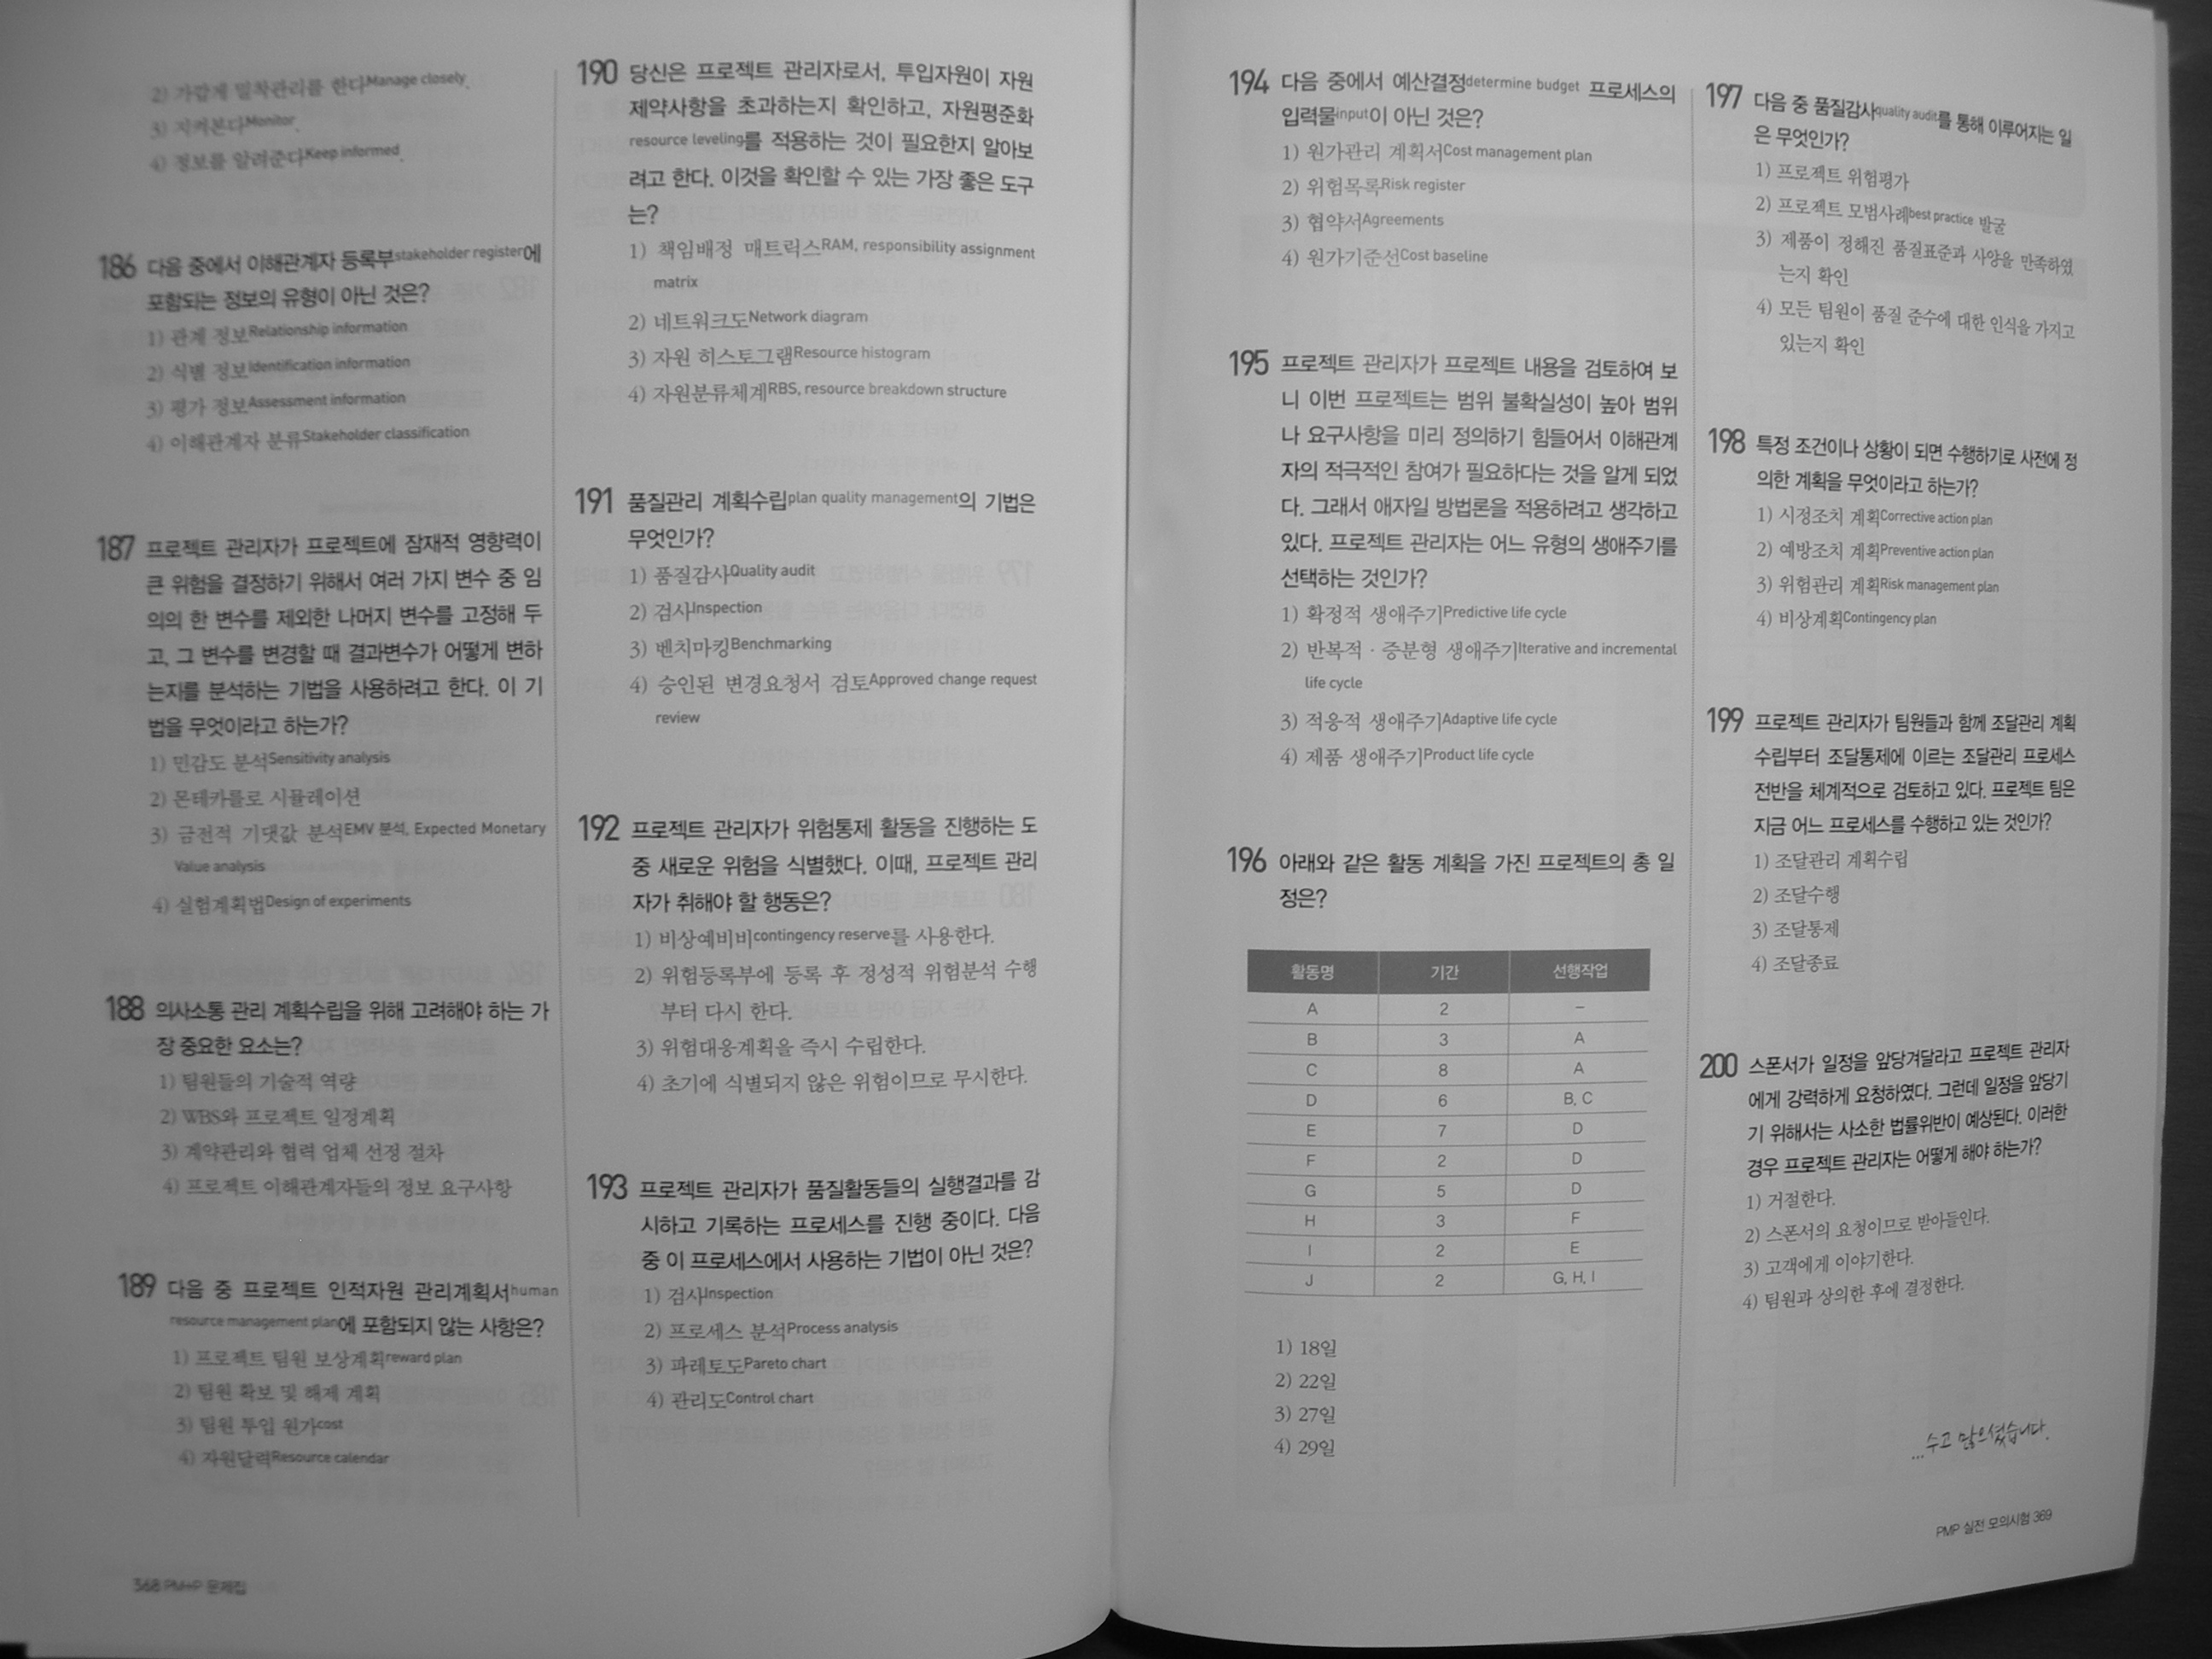 2) 가깝게 밀착관리를 한다Manage closely.
3) 지켜본다Monitor.
4) 정보를 알려준다Keep informed.
186 다음 중에서 이해관계자 등록부stakeholder register에
포함되는 정보의 유형이 아닌 것은?
1) 관계 정보Relationship information
2) 식별 정보Identification information
3) 평가 정보Assessment information
4) 이해관계자 분류Stakeholder classification
187 프로젝트 관리자가 프로젝트에 잠재적 영향력이
큰 위험을 결정하기 위해서 여러 가지 변수 중 임
의의 한 변수를 제외한 나머지 변수를 고정해 두
고, 그 변수를 변경할 때 결과변수가 어떻게 변하
는지를 분석하는 기법을 사용하려고 한다. 이 기
법을 무엇이라고 하는가?
1) 민감도 분석Sensitivity analysis
2) 몬테카를로 시뮬레이션
3) 금전적 기댓값 분석EMV 분석, Expected Monetary
Value analysis
4) 실험계획법Design of experiments
188 의사소통 관리 계획수립을 위해 고려해야 하는 가
장 중요한 요소는?
1) 팀원들의 기술적 역량
2) WBS와 프로젝트 일정계획
3) 계약관리와 협력 업체 선정 절차
4) 프로젝트 이해관계자들의 정보 요구사항
189 다음 중 프로젝트 인적자원 관리계획서human
resource management plan에 포함되지 않는 사항은?
1) 프로젝트 팀원 보상계획reward plan
2) 팀원 확보 및 해제 계획
3) 팀원 투입 원가cost
4) 자원달력Resource calendar
368 PM+P 문제집
190 당신은 프로젝트 관리자로서, 투입자원이 자원
제약사항을 초과하는지 확인하고, 자원평준화
resource leveling를 적용하는 것이 필요한지 알아보
려고 한다. 이것을 확인할 수 있는 가장 좋은 도구
는?
1) 책임배정 매트릭스RAM, responsibility assignment
matrix
2) 네트워크도Network diagram
3) 자원 히스토그램Resource histogram
4) 자원분류체계RBS, resource breakdown structure
191 품질관리 계획수립plan quality management의 기법은
무엇인가?
1) 품질감사Quality audit
2) 검사Inspection
3) 벤치마킹Benchmarking
4) 승인된 변경요청서 검토Approved change request
review
192 프로젝트 관리자가 위험통제 활동을 진행하는 도
중 새로운 위험을 식별했다. 이때, 프로젝트 관리
자가 취해야 할 행동은?
1) 비상예비비contingency reserve를 사용한다.
2) 위험등록부에 등록 후 정성적 위험분석 수행
부터 다시 한다.
3) 위험대응계획을 즉시 수립한다.
4) 초기에 식별되지 않은 위험이므로 무시한다.
193 프로젝트 관리자가 품질활동들의 실행결과를 감
시하고 기록하는 프로세스를 진행 중이다. 다음
중 이 프로세스에서 사용하는 기법이 아닌 것은?
1) 검사Inspection
2) 프로세스 분석Process analysis
3) 파레토도Pareto chart
4) 관리도Control chart
194 다음 중에서 예산결정determine budget 프로세스의
입력물input이 아닌 것은?
1) 원가관리 계획서Cost management plan
2) 위험목록Risk register
3) 협약서Agreements
4) 원가기준선Cost baseline
195 프로젝트 관리자가 프로젝트 내용을 검토하여 보
니 이번 프로젝트는 범위 불확실성이 높아 범위
나 요구사항을 미리 정의하기 힘들어서 이해관계
자의 적극적인 참여가 필요하다는 것을 알게 되었
다. 그래서 애자일 방법론을 적용하려고 생각하고
있다. 프로젝트 관리자는 어느 유형의 생애주기를
선택하는 것인가?
1) 확정적 생애주기Predictive life cycle
2) 반복적 · 증분형 생애주기Iterative and incremental
life cycle
3) 적응적 생애주기Adaptive life cycle
4) 제품 생애주기Product life cycle
196 아래와 같은 활동 계획을 가진 프로젝트의 총 일
정은?
활동명 기간 선행작업
A 2 –
B 3 A
C 8 A
D 6 B, C
E 7 D
F 2 D
G 5 D
H 3 F
I 2 E
J 2 G, H, I
1) 18일
2) 22일
3) 27일
4) 29일
197 다음 중 품질감사quality audit를 통해 이루어지는 일
은 무엇인가?
1) 프로젝트 위험평가
2) 프로젝트 모범사례best practice 발굴
3) 제품이 정해진 품질표준과 사양을 만족하였
는지 확인
4) 모든 팀원이 품질 준수에 대한 인식을 가지고
있는지 확인
198 특정 조건이나 상황이 되면 수행하기로 사전에 정
의한 계획을 무엇이라고 하는가?
1) 시정조치 계획Corrective action plan
2) 예방조치 계획Preventive action plan
3) 위험관리 계획Risk management plan
4) 비상계획Contingency plan
199 프로젝트 관리자가 팀원들과 함께 조달관리 계획
수립부터 조달통제에 이르는 조달관리 프로세스
전반을 체계적으로 검토하고 있다. 프로젝트 팀은
지금 어느 프로세스를 수행하고 있는 것인가?
1) 조달관리 계획수립
2) 조달수행
3) 조달통제
4) 조달종료
200 스폰서가 일정을 앞당겨달라고 프로젝트 관리자
에게 강력하게 요청하였다. 그런데 일정을 앞당기
기 위해서는 사소한 법률위반이 예상된다. 이러한
경우 프로젝트 관리자는 어떻게 해야 하는가?
1) 거절한다.
2) 스폰서의 요청이므로 받아들인다.
3) 고객에게 이야기한다.
4) 팀원과 상의한 후에 결정한다.
...수고 많으셨습니다.
PMP 실전 모의시험 369